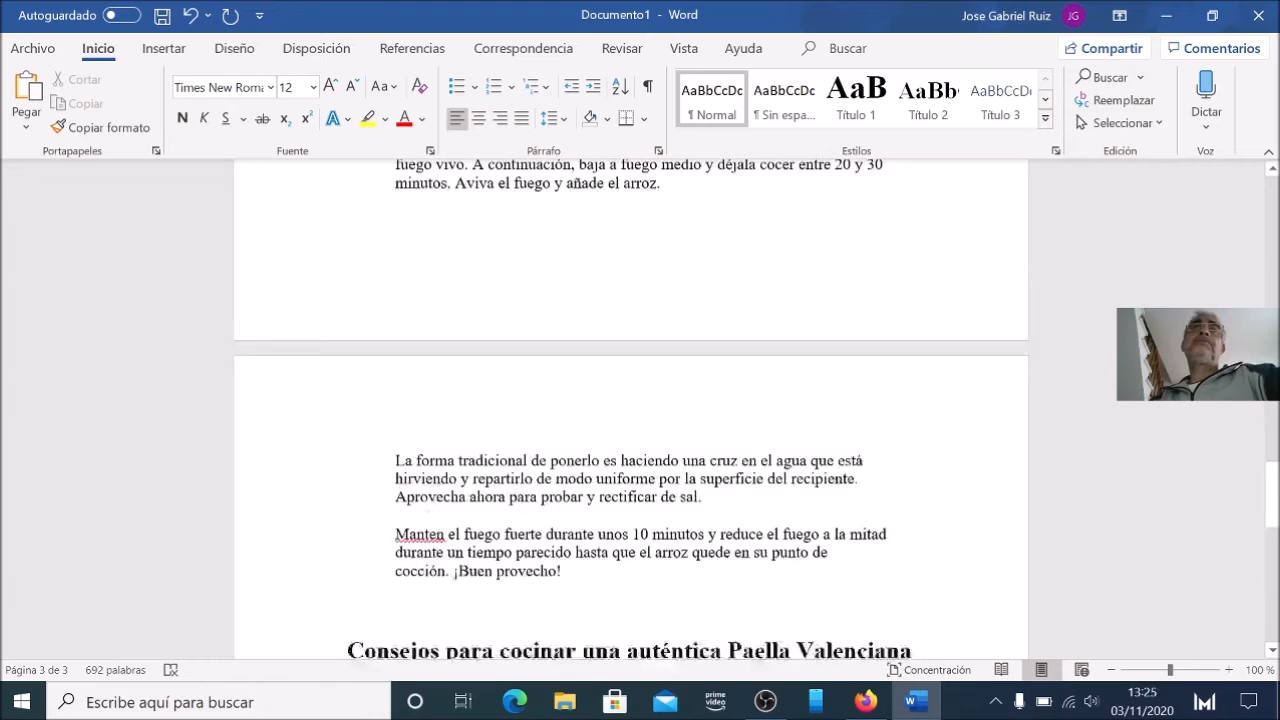 Autoguardado
Documento1 - Word
Jose Gabriel Ruiz JG
Archivo Inicio Insertar Diseño Disposición Referencias Correspondencia Revisar Vista Ayuda Buscar Compartir Comentarios
Pegar
Cortar
Copiar
Copiar formato
Portapapeles
Times New Roma 12
N K S ab x₂ x²
Fuente
Párrafo
AaBbCcDc AaBbCcDc AaB AaBb AaBbCcDc
¶ Normal ¶ Sin espa... Título 1 Título 2 Título 3
Estilos
Buscar
Reemplazar
Seleccionar
Edición
Dictar
Voz
fuego vivo. A continuación, baja a fuego medio y déjala cocer entre 20 y 30
minutos. Aviva el fuego y añade el arroz.
La forma tradicional de ponerlo es haciendo una cruz en el agua que está
hirviendo y repartirlo de modo uniforme por la superficie del recipiente.
Aprovecha ahora para probar y rectificar de sal.
Manten el fuego fuerte durante unos 10 minutos y reduce el fuego a la mitad
durante un tiempo parecido hasta que el arroz quede en su punto de
cocción. ¡Buen provecho!
Consejos para cocinar una auténtica Paella Valenciana
Página 3 de 3 692 palabras Concentración 100 %
Escribe aquí para buscar
prime video
13:25
03/11/2020